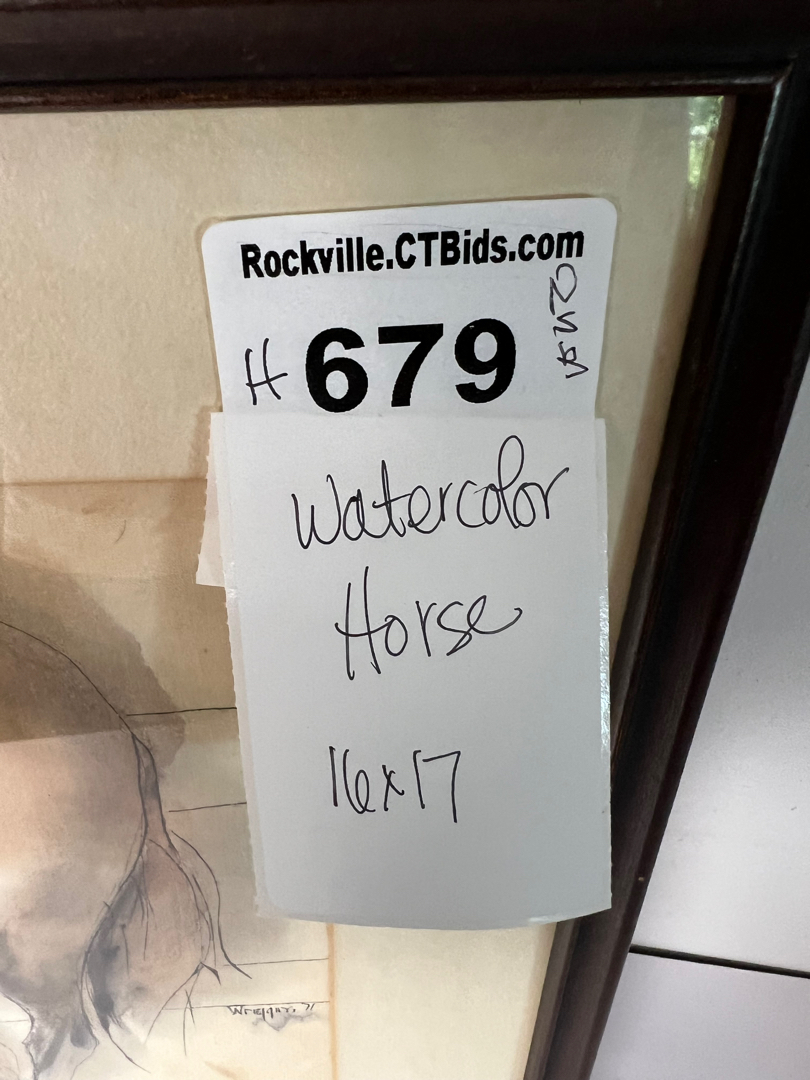 Rockville.CTBids.com
H 679
Watercolor
Horse
16x17